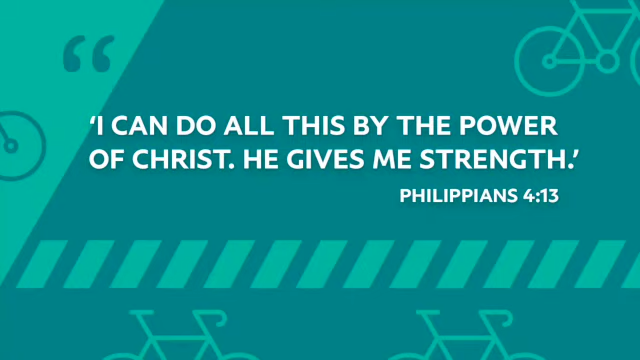 ‘I CAN DO ALL THIS BY THE POWER
OF CHRIST. HE GIVES ME STRENGTH.’
PHILIPPIANS 4:13